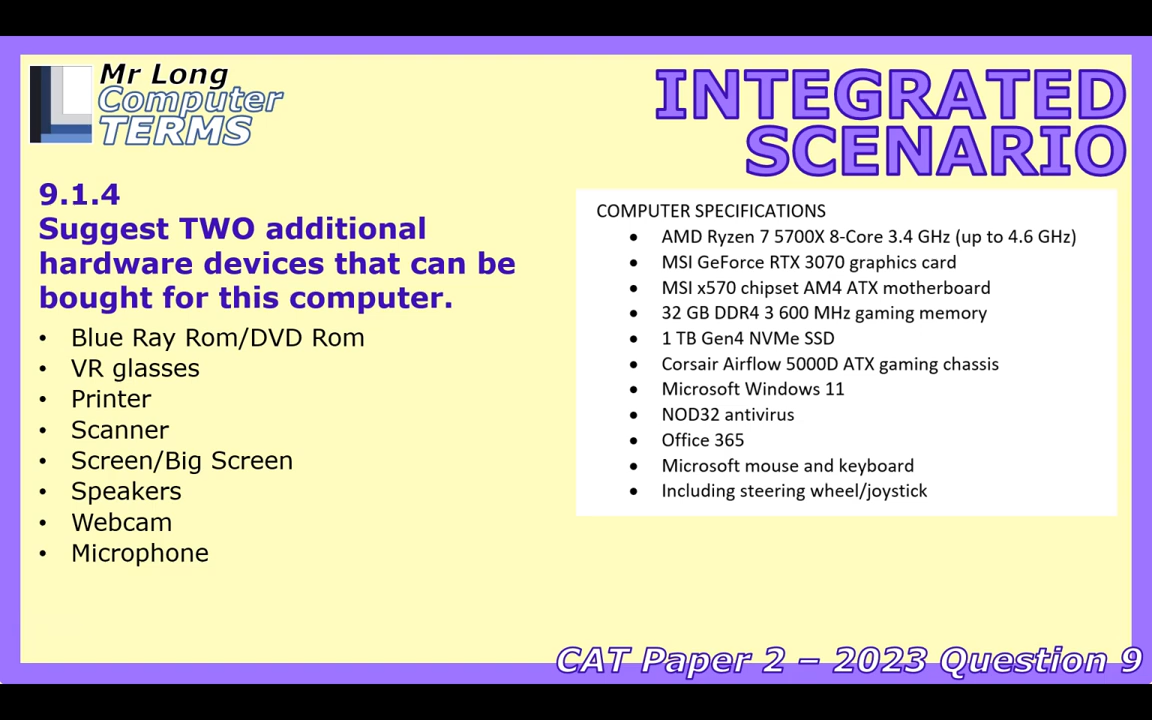 Mr Long
Computer
TERMS
INTEGRATED
SCENARIO
9.1.4
Suggest TWO additional
hardware devices that can be
bought for this computer.
• Blue Ray Rom/DVD Rom
• VR glasses
• Printer
• Scanner
• Screen/Big Screen
• Speakers
• Webcam
• Microphone
COMPUTER SPECIFICATIONS
• AMD Ryzen 7 5700X 8-Core 3.4 GHz (up to 4.6 GHz)
• MSI GeForce RTX 3070 graphics card
• MSI x570 chipset AM4 ATX motherboard
• 32 GB DDR4 3 600 MHz gaming memory
• 1 TB Gen4 NVMe SSD
• Corsair Airflow 5000D ATX gaming chassis
• Microsoft Windows 11
• NOD32 antivirus
• Office 365
• Microsoft mouse and keyboard
• Including steering wheel/joystick
CAT Paper 2 – 2023 Question 9